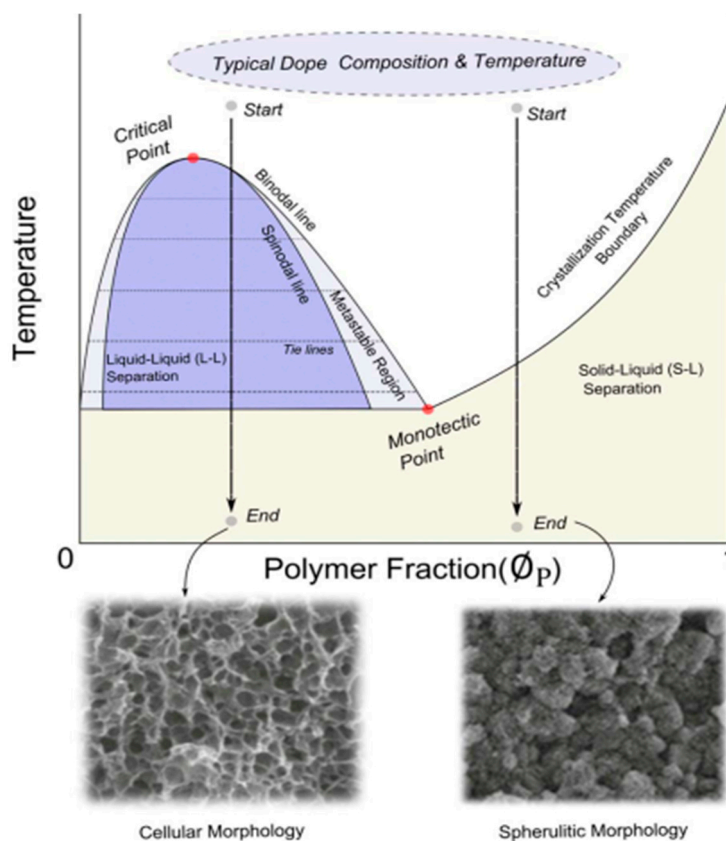 Typical Dope Composition & Temperature
Start
Start
Critical
Point
Binodal line
Spinodal line
Metastable Region
Crystallization Temperature
Boundary
Temperature
Liquid-Liquid (L-L)
Separation
Tie lines
Solid-Liquid (S-L)
Separation
Monotectic
Point
End
End
0
Polymer Fraction(∅P)
Cellular Morphology
Spherulitic Morphology